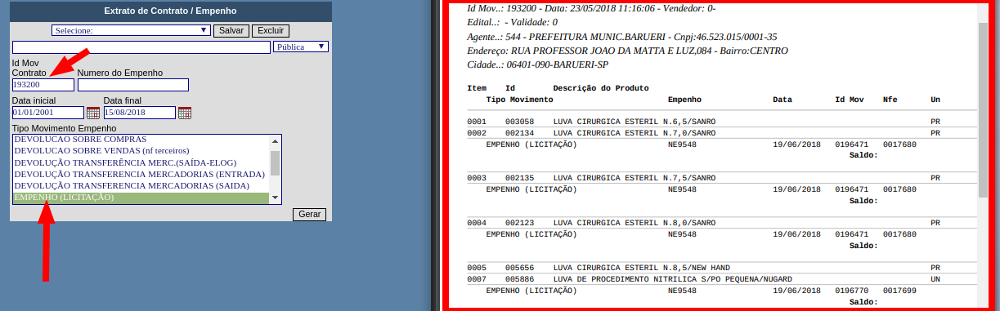 Extrato de Contrato / Empenho
Selecione: Salvar Excluir
Pública
Id Mov
Contrato Numero do Empenho
193200
Data inicial Data final
01/01/2001 15/08/2018
Tipo Movimento Empenho
DEVOLUCAO SOBRE COMPRAS
DEVOLUCAO SOBRE VENDAS (nf terceiros)
DEVOLUÇÃO TRANSFERÊNCIA MERC.(SAÍDA-ELOG)
DEVOLUÇÃO TRANSFERENCIA MERCADORIAS (ENTRADA)
DEVOLUÇÃO TRANSFERENCIA MERCADORIAS (SAIDA)
EMPENHO (LICITAÇÃO)
Gerar
Id Mov..: 193200 - Data: 23/05/2018 11:16:06 - Vendedor: 0-
Edital..: - Validade: 0
Agente..: 544 - PREFEITURA MUNIC.BARUERI - Cnpj:46.523.015/0001-35
Endereço: RUA PROFESSOR JOAO DA MATTA E LUZ,084 - Bairro:CENTRO
Cidade..: 06401-090-BARUERI-SP
Item Id Descrição do Produto
Tipo Movimento Empenho Data Id Mov Nfe Un
0001 003058 LUVA CIRURGICA ESTERIL N.6,5/SANRO PR
0002 002134 LUVA CIRURGICA ESTERIL N.7,0/SANRO PR
EMPENHO (LICITAÇÃO) NE9548 19/06/2018 0196471 0017680
Saldo:
0003 002135 LUVA CIRURGICA ESTERIL N.7,5/SANRO PR
EMPENHO (LICITAÇÃO) NE9548 19/06/2018 0196471 0017680
Saldo:
0004 002123 LUVA CIRURGICA ESTERIL N.8,0/SANRO PR
EMPENHO (LICITAÇÃO) NE9548 19/06/2018 0196471 0017680
Saldo:
0005 005656 LUVA CIRURGICA ESTERIL N.8,5/NEW HAND PR
0007 005886 LUVA DE PROCEDIMENTO NITRILICA S/PO PEQUENA/NUGARD UN
EMPENHO (LICITAÇÃO) NE9548 19/06/2018 0196770 0017699
Saldo: